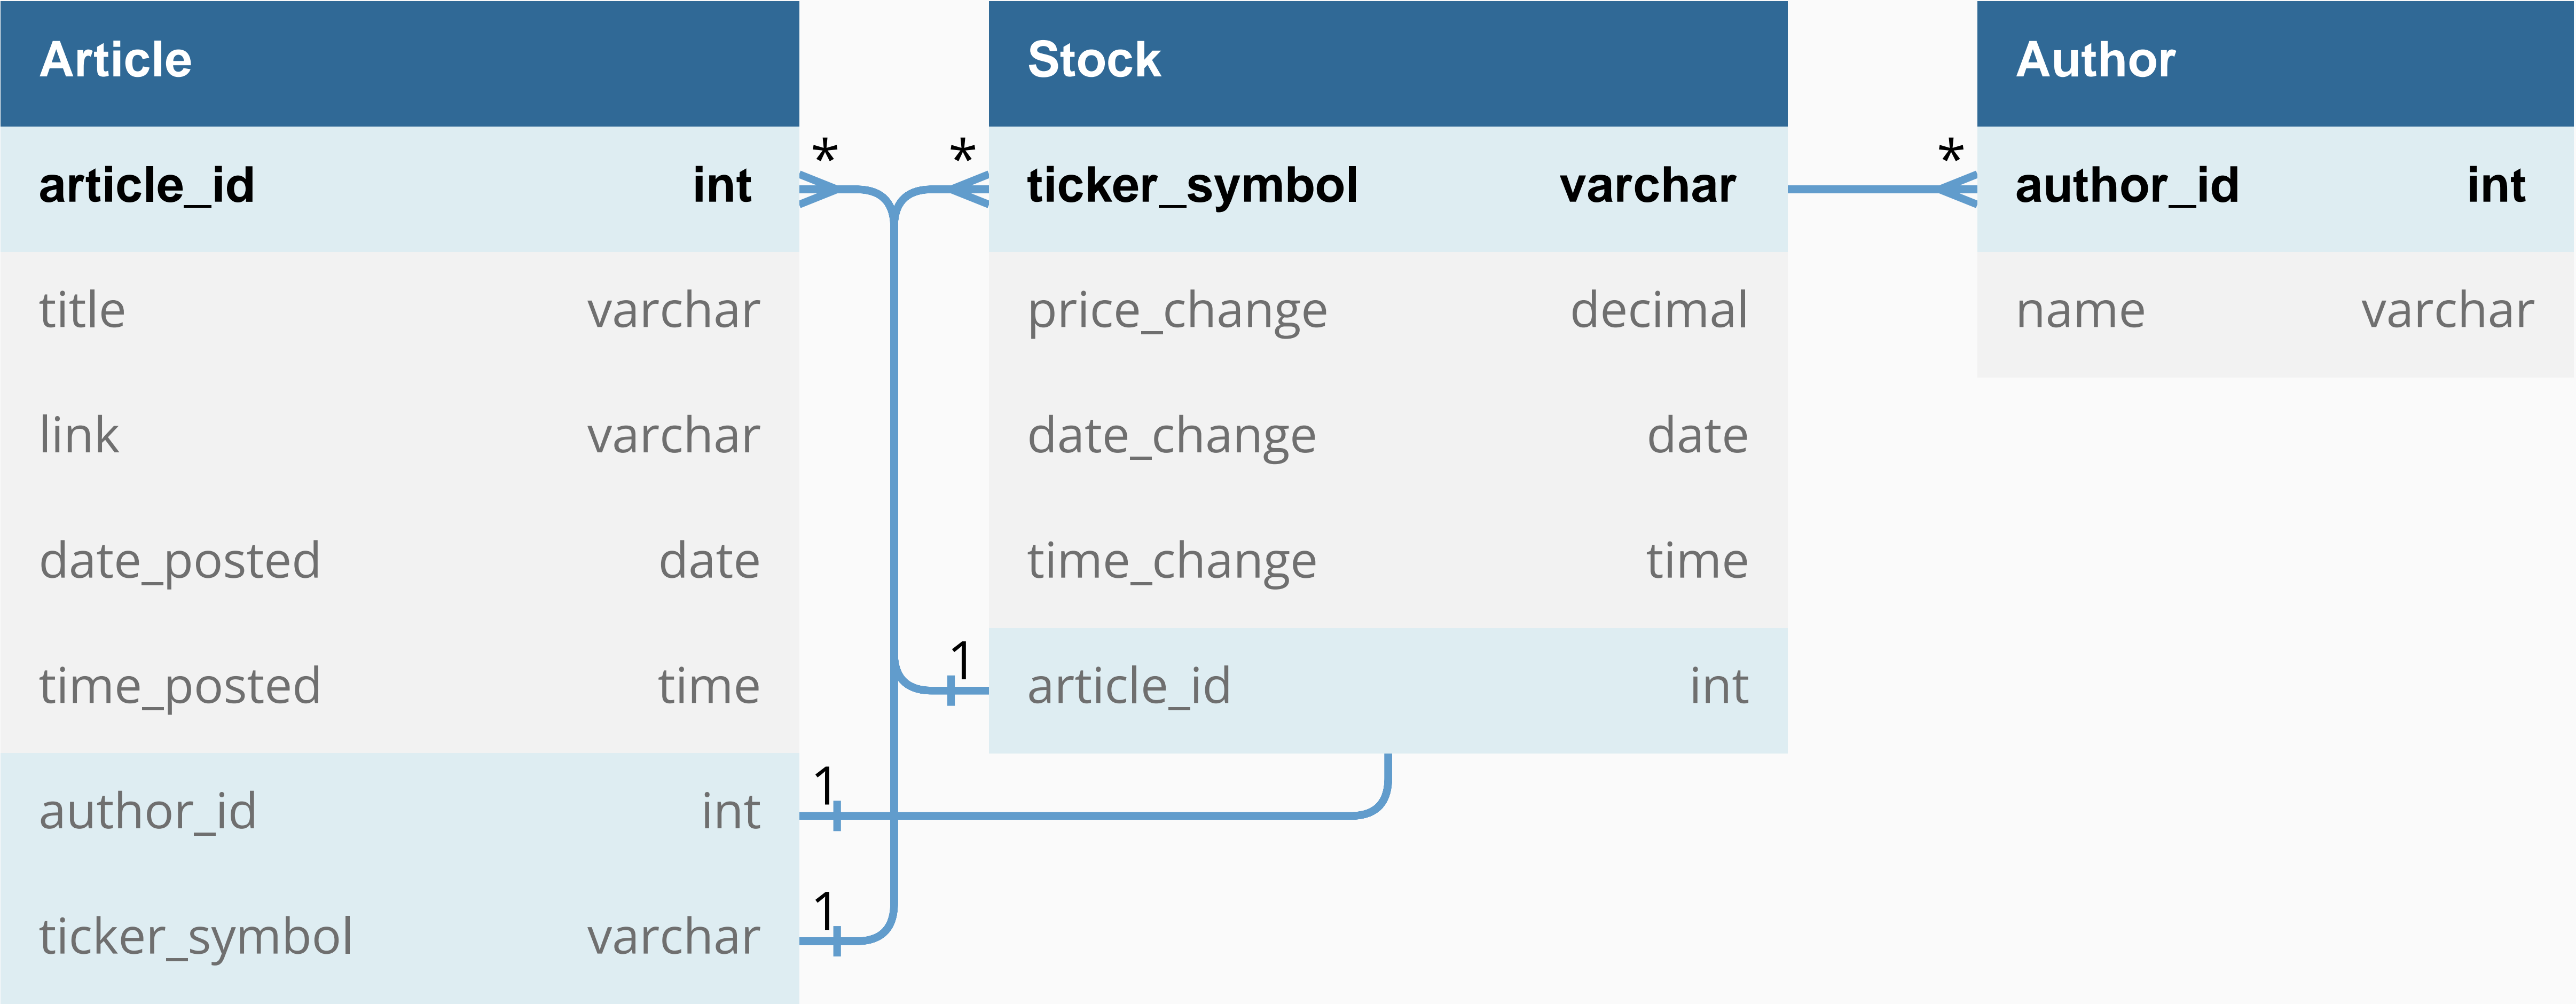 Article
article_id int
title varchar
link varchar
date_posted date
time_posted time
author_id int
ticker_symbol varchar
* *
1
1
1
Stock
ticker_symbol varchar
price_change decimal
date_change date
time_change time
article_id int
*
Author
author_id int
name varchar